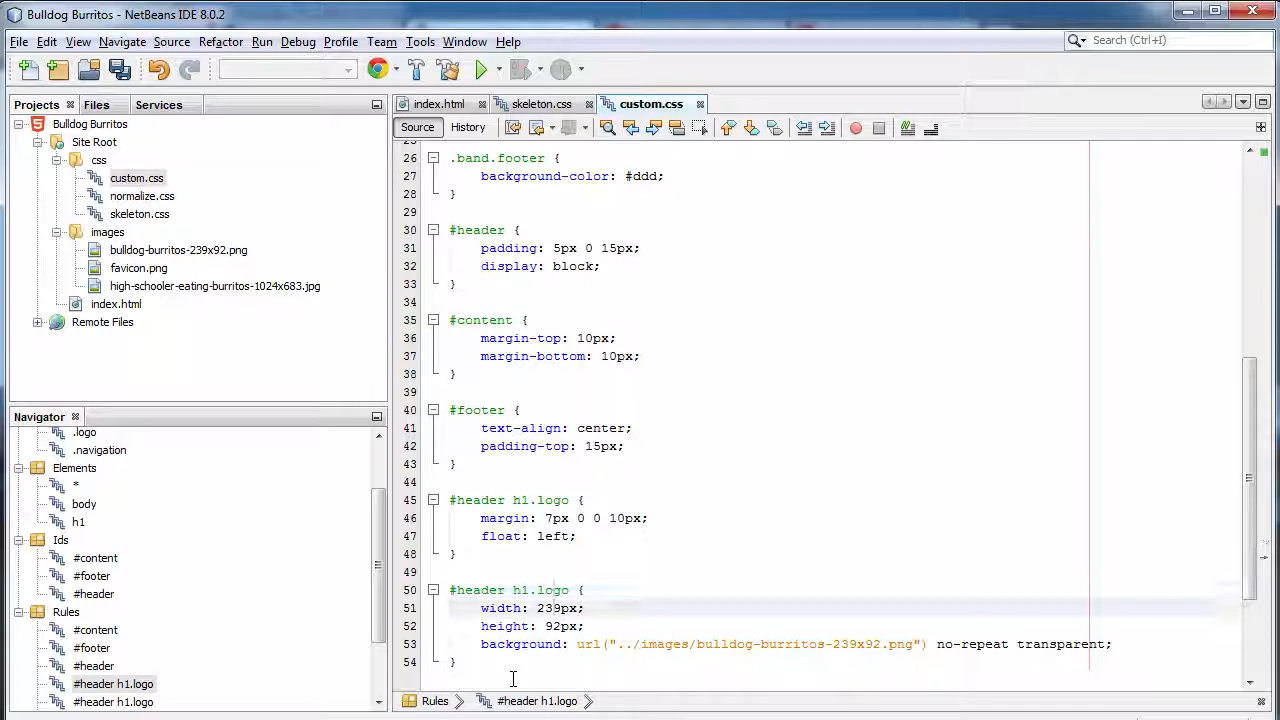 Bulldog Burritos - NetBeans IDE 8.0.2
File Edit View Navigate Source Refactor Run Debug Profile Team Tools Window Help
Search (Ctrl+I)
Projects Files Services
index.html skeleton.css custom.css
Source History
Bulldog Burritos
Site Root
css
custom.css
normalize.css
skeleton.css
images
bulldog-burritos-239x92.png
favicon.png
high-schooler-eating-burritos-1024x683.jpg
index.html
Remote Files
Navigator
.logo
.navigation
Elements
*
body
h1
Ids
#content
#footer
#header
Rules
#content
#footer
#header
#header h1.logo
#header h1.logo
26 .band.footer {
27 background-color: #ddd;
28 }
29
30 #header {
31 padding: 5px 0 15px;
32 display: block;
33 }
34
35 #content {
36 margin-top: 10px;
37 margin-bottom: 10px;
38 }
39
40 #footer {
41 text-align: center;
42 padding-top: 15px;
43 }
44
45 #header h1.logo {
46 margin: 7px 0 0 10px;
47 float: left;
48 }
49
50 #header h1.logo {
51 width: 239px;
52 height: 92px;
53 background: url("../images/bulldog-burritos-239x92.png") no-repeat transparent;
54 }
Rules #header h1.logo